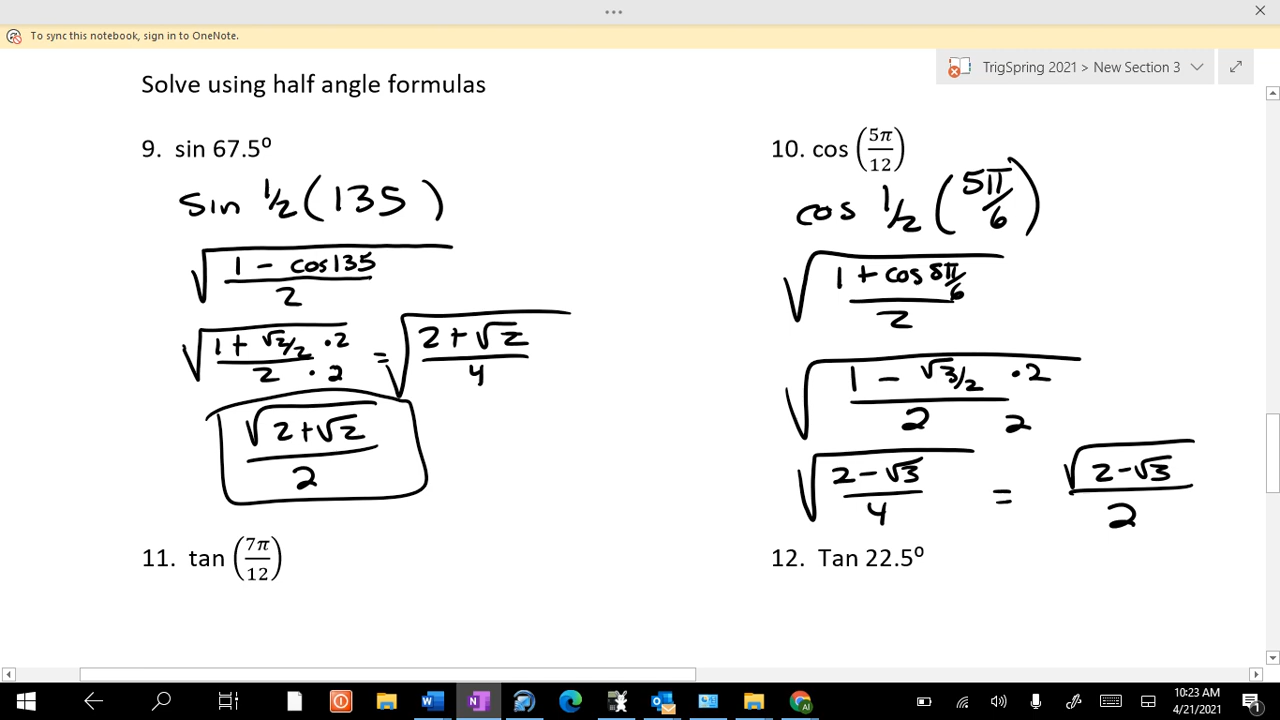 To sync this notebook, sign in to OneNote.
TrigSpring 2021 > New Section 3
Solve using half angle formulas
9. sin 67.5⁰
sin ½ (135 )
√((1 - cos135)/2)
√((1 + √2/2 · 2)/(2 · 2)) = √((2 + √2)/4)
√(2+√2)/2
10. cos (5π/12)
cos ½ (5π/6)
√((1 + cos 5π/6)/2)
√((1 - √3/2 · 2)/(2 2))
√((2 - √3)/4) = √(2-√3)/2
11. tan (7π/12)
12. Tan 22.5⁰
10:23 AM
4/21/2021